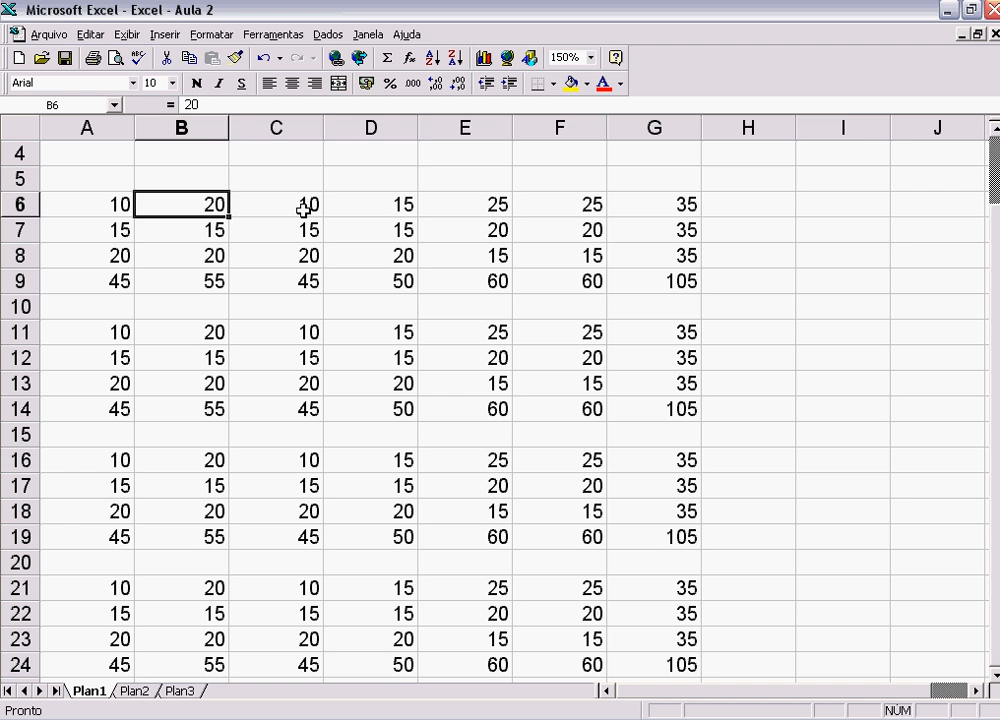 Microsoft Excel - Excel - Aula 2
Arquivo Editar Exibir Inserir Formatar Ferramentas Dados Janela Ajuda
Σ 150%
Arial 10 N I S % 000
B6 = 20
A B C D E F G H I J
4
5
6 10 20 10 15 25 25 35
7 15 15 15 15 20 20 35
8 20 20 20 20 15 15 35
9 45 55 45 50 60 60 105
10
11 10 20 10 15 25 25 35
12 15 15 15 15 20 20 35
13 20 20 20 20 15 15 35
14 45 55 45 50 60 60 105
15
16 10 20 10 15 25 25 35
17 15 15 15 15 20 20 35
18 20 20 20 20 15 15 35
19 45 55 45 50 60 60 105
20
21 10 20 10 15 25 25 35
22 15 15 15 15 20 20 35
23 20 20 20 20 15 15 35
24 45 55 45 50 60 60 105
Plan1 Plan2 Plan3
Pronto NÚM